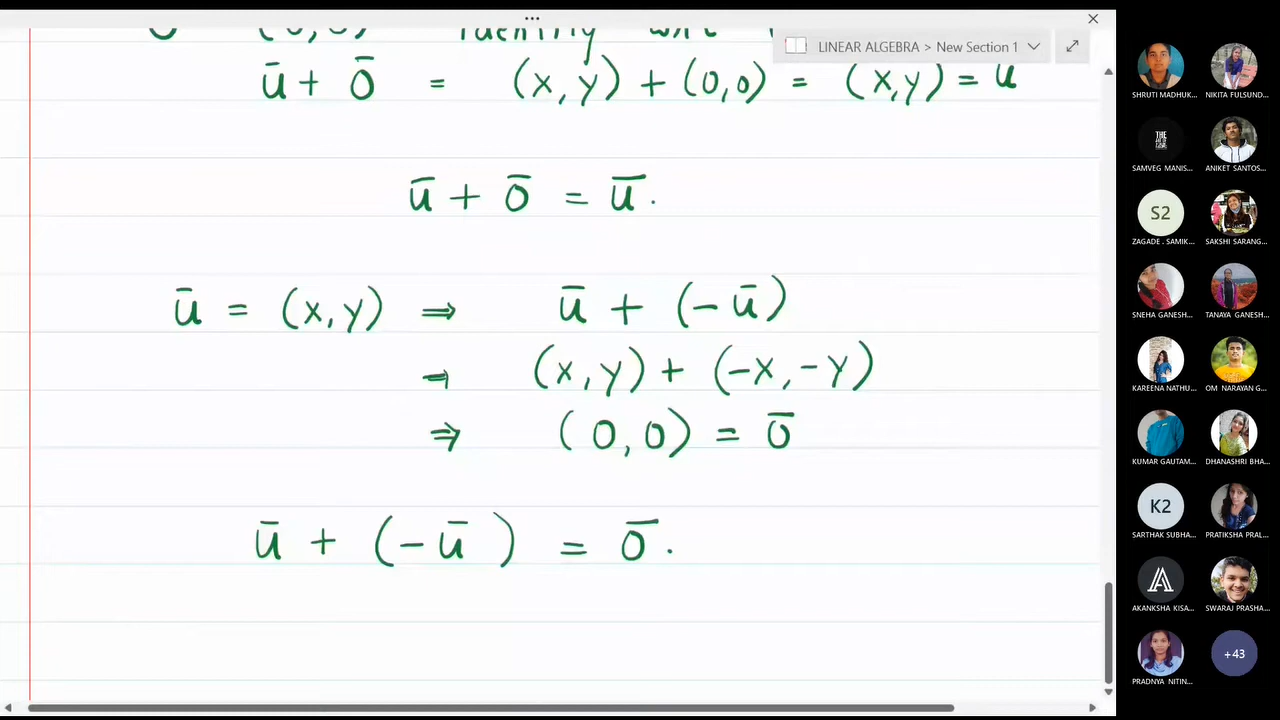 LINEAR ALGEBRA > New Section 1
ū + ō = (x,y) + (0,0) = (x,y) = ū
ū + ō = ū.
ū = (x,y) ⇒ ū + (-ū)
⇒ (x,y) + (-x,-y)
⇒ (0,0) = ō
ū + (-ū) = ō.
SHRUTI MADHUK...
NIKITA FULSUND...
THE
SAMVEG MANIS...
ANIKET SANTOS...
S2
ZAGADE . SAMIK...
SAKSHI SARANG...
SNEHA GANESH...
TANAYA GANESH...
KAREENA NATHU...
OM NARAYAN G...
KUMAR GAUTAM...
DHANASHRI BHA...
K2
SARTHAK SUBHA...
PRATIKSHA PRAL...
AKANKSHA KISA...
SWARAJ PRASHA...
PRADNYA NITIN...
+43